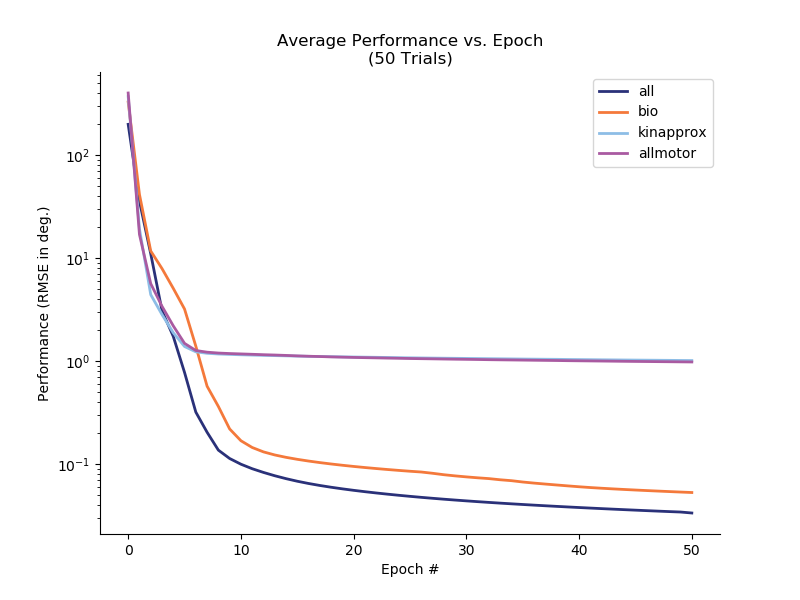 Average Performance vs. Epoch
(50 Trials)
all
bio
kinapprox
allmotor
Performance (RMSE in deg.)
10²
10¹
10⁰
10⁻¹
0 10 20 30 40 50
Epoch #